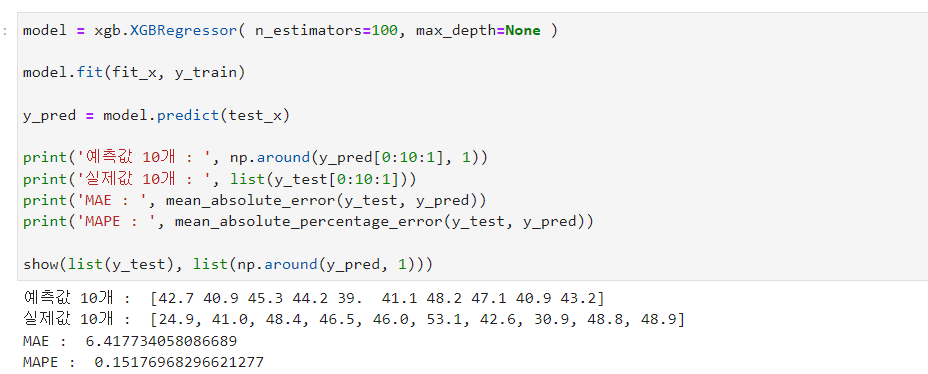 :
model = xgb.XGBRegressor( n_estimators=100, max_depth=None )
model.fit(fit_x, y_train)
y_pred = model.predict(test_x)
print('예측값 10개 : ', np.around(y_pred[0:10:1], 1))
print('실제값 10개 : ', list(y_test[0:10:1]))
print('MAE : ', mean_absolute_error(y_test, y_pred))
print('MAPE : ', mean_absolute_percentage_error(y_test, y_pred))
show(list(y_test), list(np.around(y_pred, 1)))
예측값 10개 :  [42.7 40.9 45.3 44.2 39.  41.1 48.2 47.1 40.9 43.2]
실제값 10개 :  [24.9, 41.0, 48.4, 46.5, 46.0, 53.1, 42.6, 30.9, 48.8, 48.9]
MAE :  6.417734058086689
MAPE :  0.15176968296621277